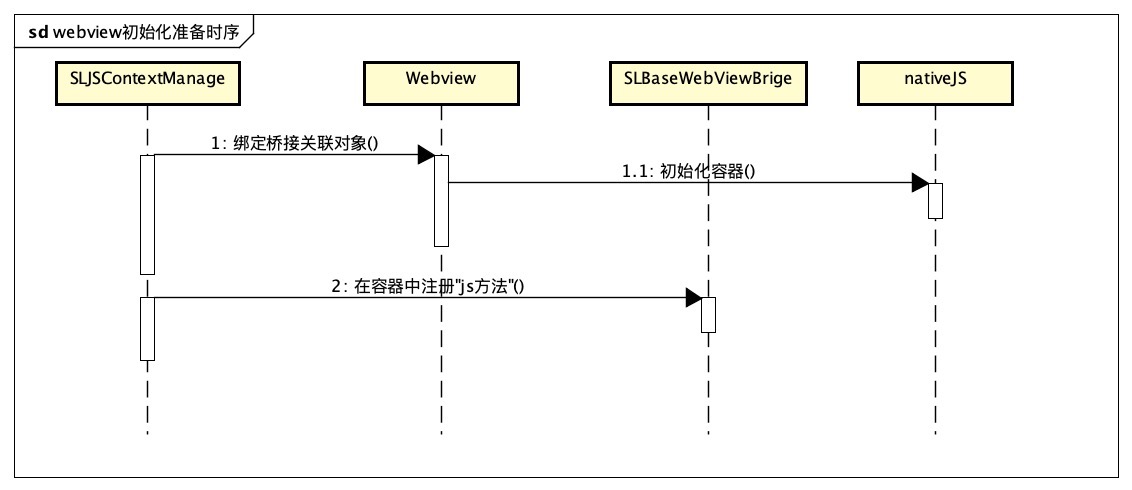 sd webview初始化准备时序
SLJSContextManage
Webview
SLBaseWebViewBrige
nativeJS
1: 绑定桥接关联对象()
1.1: 初始化容器()
2: 在容器中注册"js方法"()